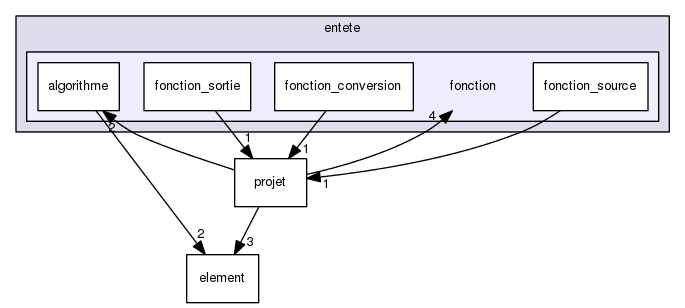 entete
algorithme
fonction_sortie
fonction_conversion
fonction
fonction_source
2
1
1
4
1
projet
2
3
element